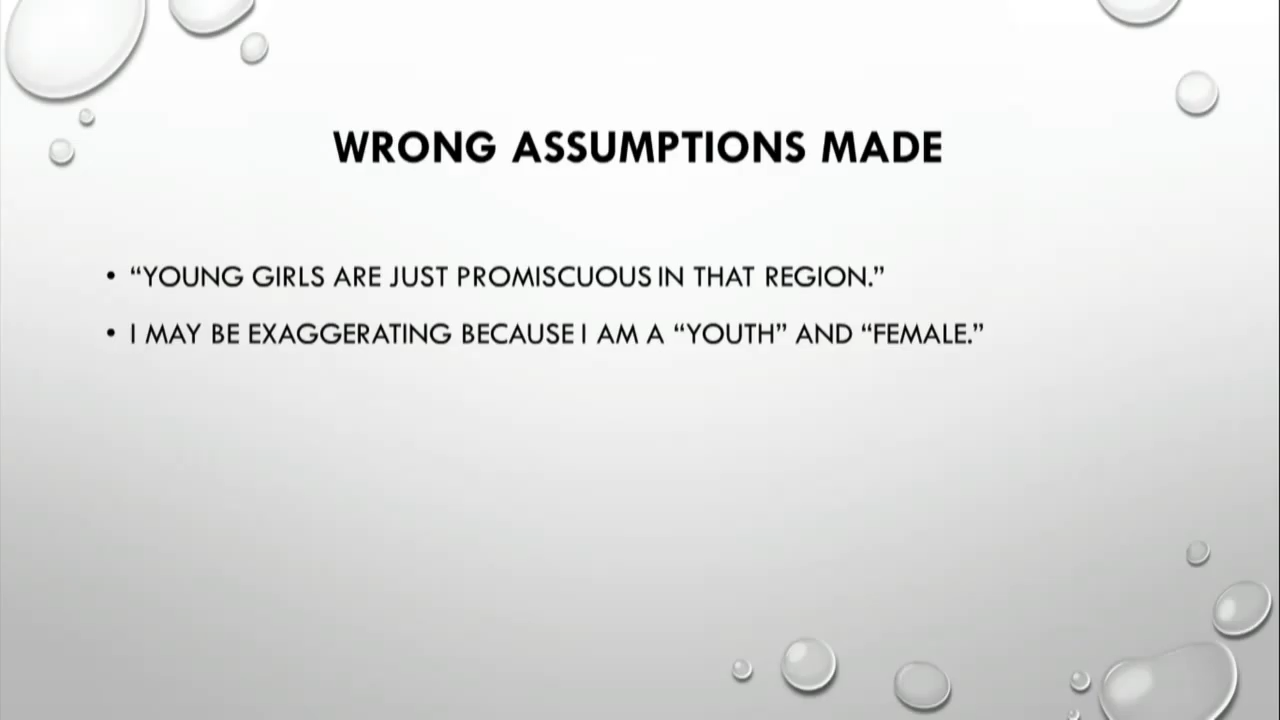 WRONG ASSUMPTIONS MADE
• “YOUNG GIRLS ARE JUST PROMISCUOUS IN THAT REGION.”
• I MAY BE EXAGGERATING BECAUSE I AM A “YOUTH” AND “FEMALE.”